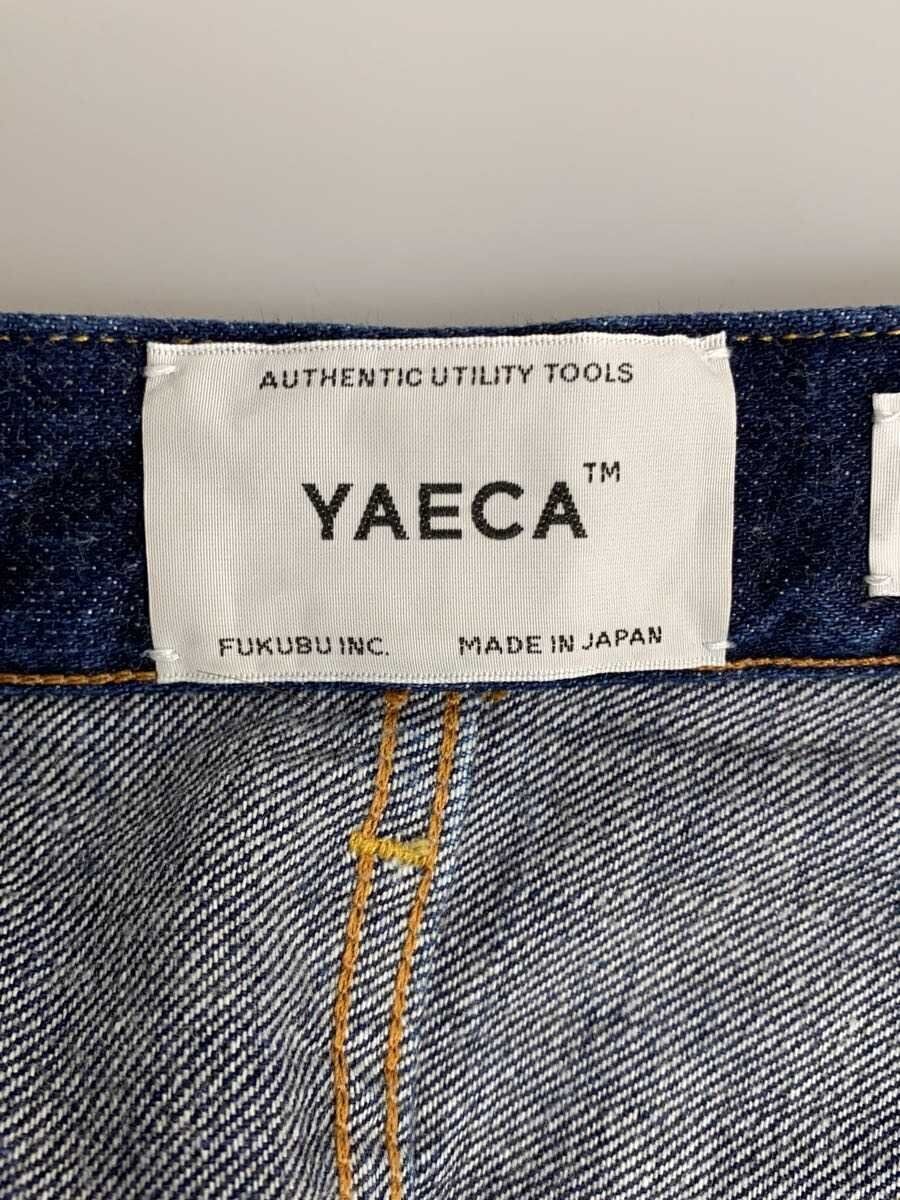 AUTHENTIC UTILITY TOOLS
YAECA™
FUKUBU INC. MADE IN JAPAN